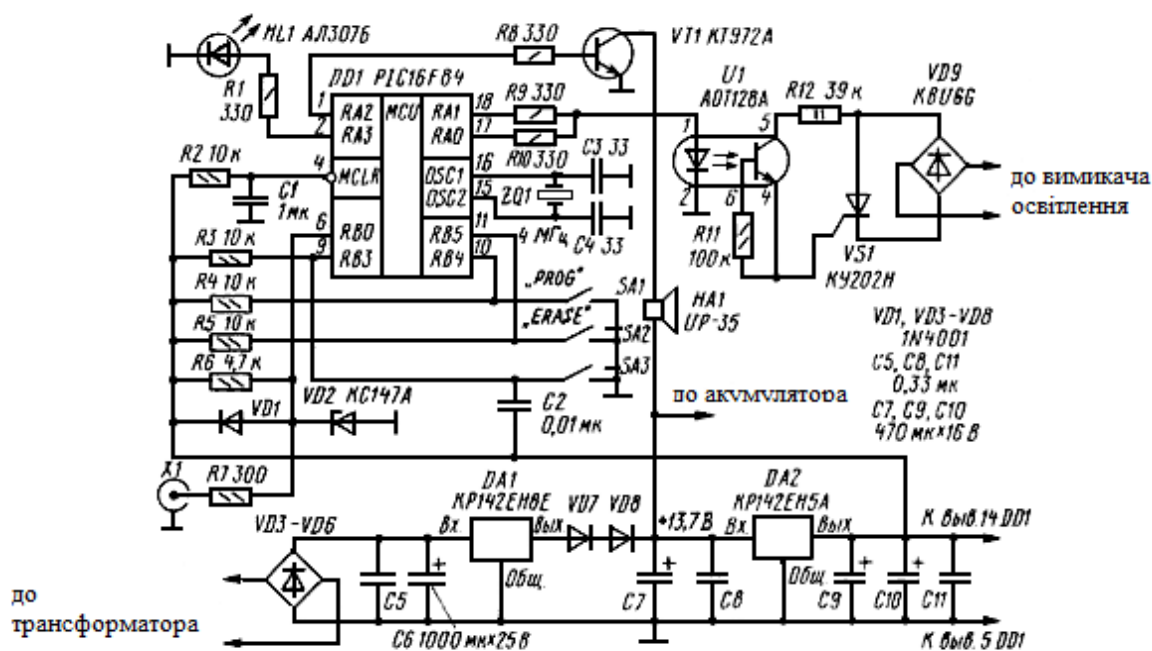 HL1 АЛ307б
R8 330
VT1 КТ972А
R1
330
DD1 PIC16F84
1
2
RA2
RA3
MCU
RA1
RA0
18
17
R9 330
R10 330
U1
АОТ128А
R12 39 к
VD9
KBU6G
R2 10 к
4
MCLR
C1
1 мк
OSC1
OSC2
16
15
C3 33
ZQ1
4 МГц
C4 33
1
2
5
6
4
R11
100 к
VS1
КУ202Н
до вимикача
освітлення
R3 10 к
6
9
RB0
RB3
RB5
RB4
11
10
R4 10 к
„PROG"
SA1
R5 10 к
„ERASE"
SA2
R6 4,7 к
SA3
HA1
UP-35
VD1, VD3–VD8
1N4001
C5, C8, C11
0,33 мк
C7, C9, C10
470 мк×16 В
VD1
VD2 КС147А
C2
0,01 мк
до акумулятора
X1
R7 300
VD3–VD6
DA1
КР142ЕН8Е
Вх.
Вых
Общ.
VD7
VD8
+13,7 В
DA2
КР142ЕН5А
Вх.
Вых.
Общ.
К выв. 14 DD1
до
трансформатора
C5
C6 1000 мк×25 В
C7
C8
C9
C10
C11
К выв. 5 DD1